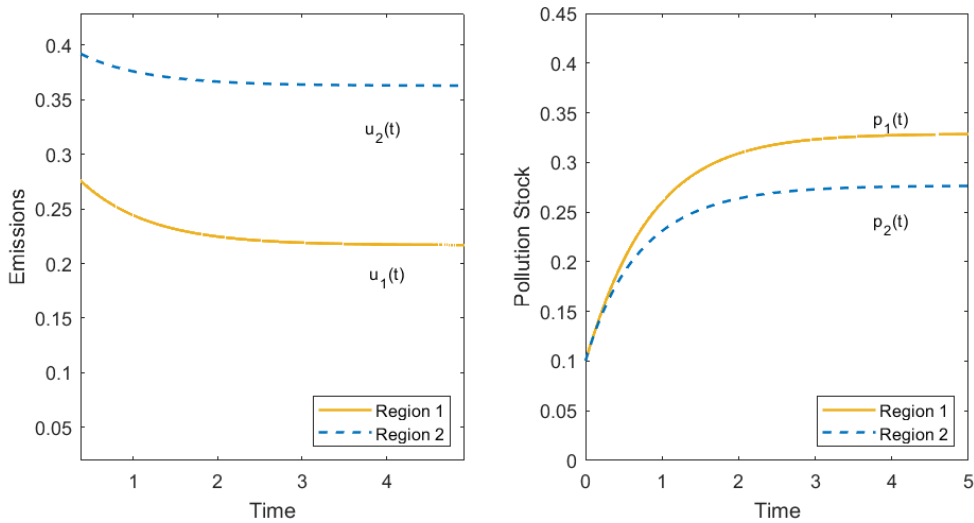 0.4
0.35
0.3
0.25
0.2
0.15
0.1
0.05
Emissions
u2(t)
u1(t)
Region 1
Region 2
1
2
3
4
Time
0.45
0.4
0.35
0.3
0.25
0.2
0.15
0.1
0.05
0
Pollution Stock
p1(t)
p2(t)
Region 1
Region 2
0
1
2
3
4
5
Time